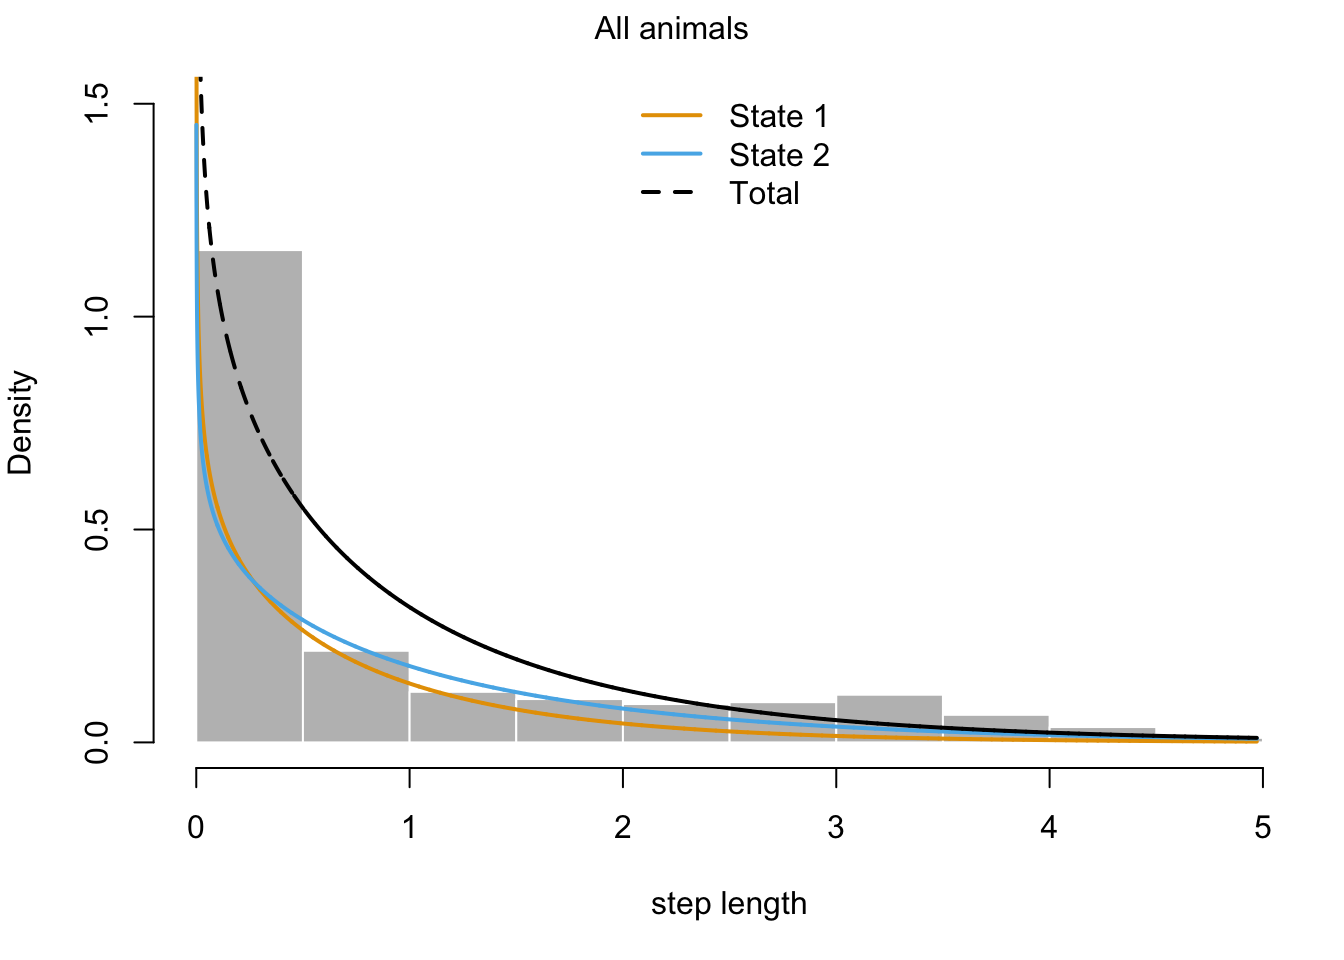 All animals
State 1
State 2
Total
Density
1.5
1.0
0.5
0.0
0 1 2 3 4 5
step length